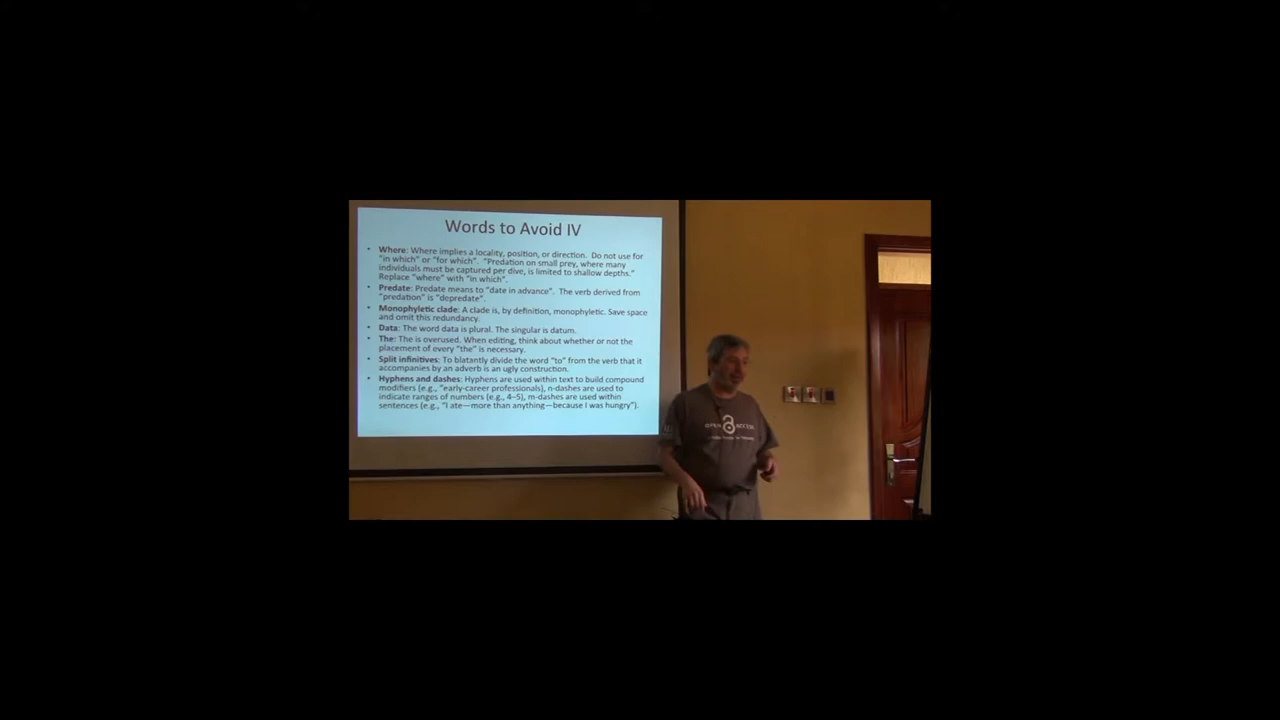 Words to Avoid IV
• Where: Where implies a locality, position, or direction. Do not use for
"in which" or "for which". "Predation on small prey, where many
individuals must be captured per dive, is limited to shallow depths."
Replace "where" with "in which".
• Predate: Predate means to "date in advance". The verb derived from
"predation" is "depredate".
• Monophyletic clade: A clade is, by definition, monophyletic. Save space
and omit this redundancy.
• Data: The word data is plural. The singular is datum.
• The: The is overused. When editing, think about whether or not the
placement of every "the" is necessary.
• Split infinitives: To blatantly divide the word "to" from the verb that it
accompanies by an adverb is an ugly construction.
• Hyphens and dashes: Hyphens are used within text to build compound
modifiers (e.g., "early-career professionals), n-dashes are used to
indicate ranges of numbers (e.g., 4–5), m-dashes are used within
sentences (e.g., "I ate—more than anything—because I was hungry").
OPEN ACCESS